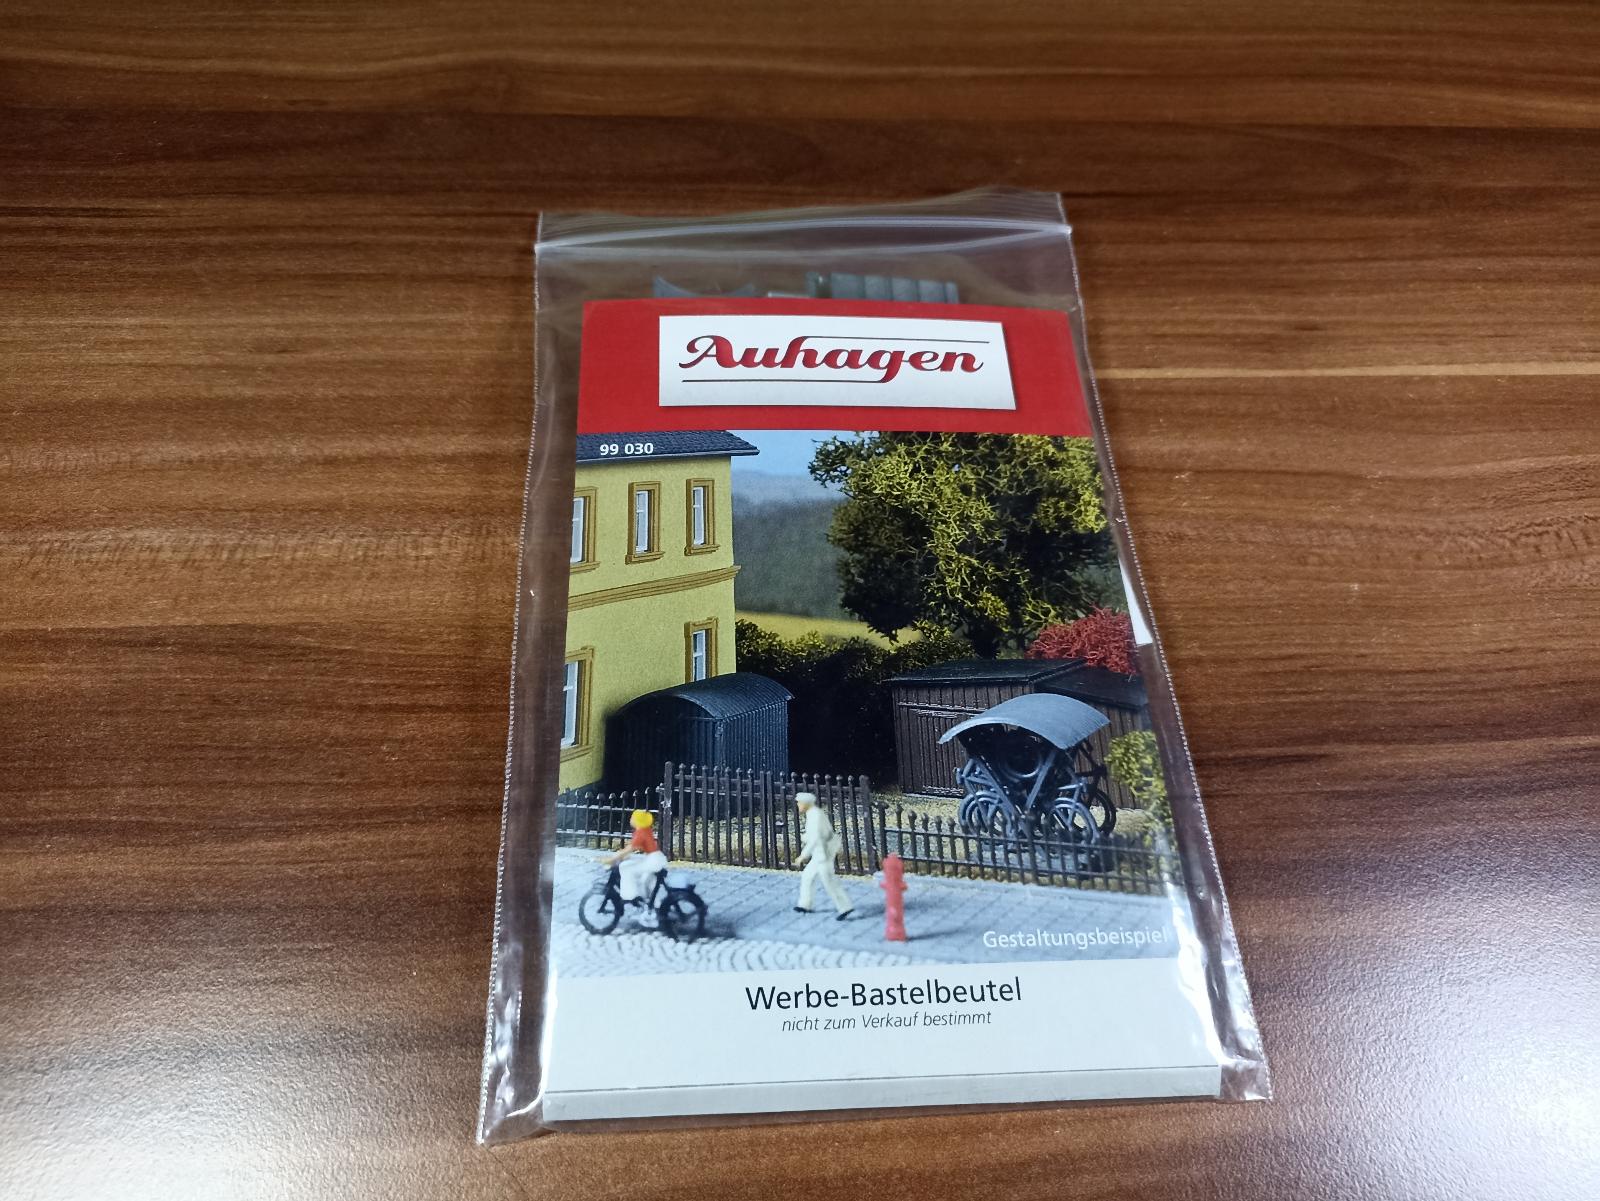 Auhagen
99 030
Gestaltungsbeispiel
Werbe-Bastelbeutel
nicht zum Verkauf bestimmt